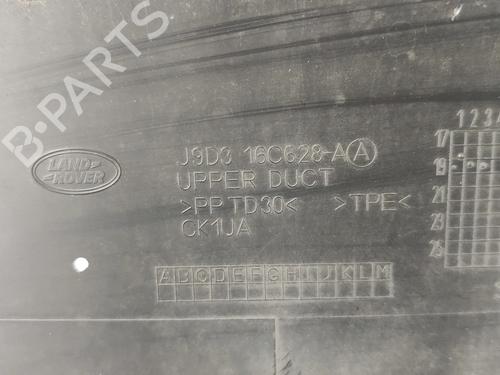 B-PARTS
LAND
ROVER
J9D3 16C628-A A
UPPER DUCT
>PP TD30< >TPE<
CK1JA
A B C D E F G H I J K L M
1 2 3
17
19
21
23
25